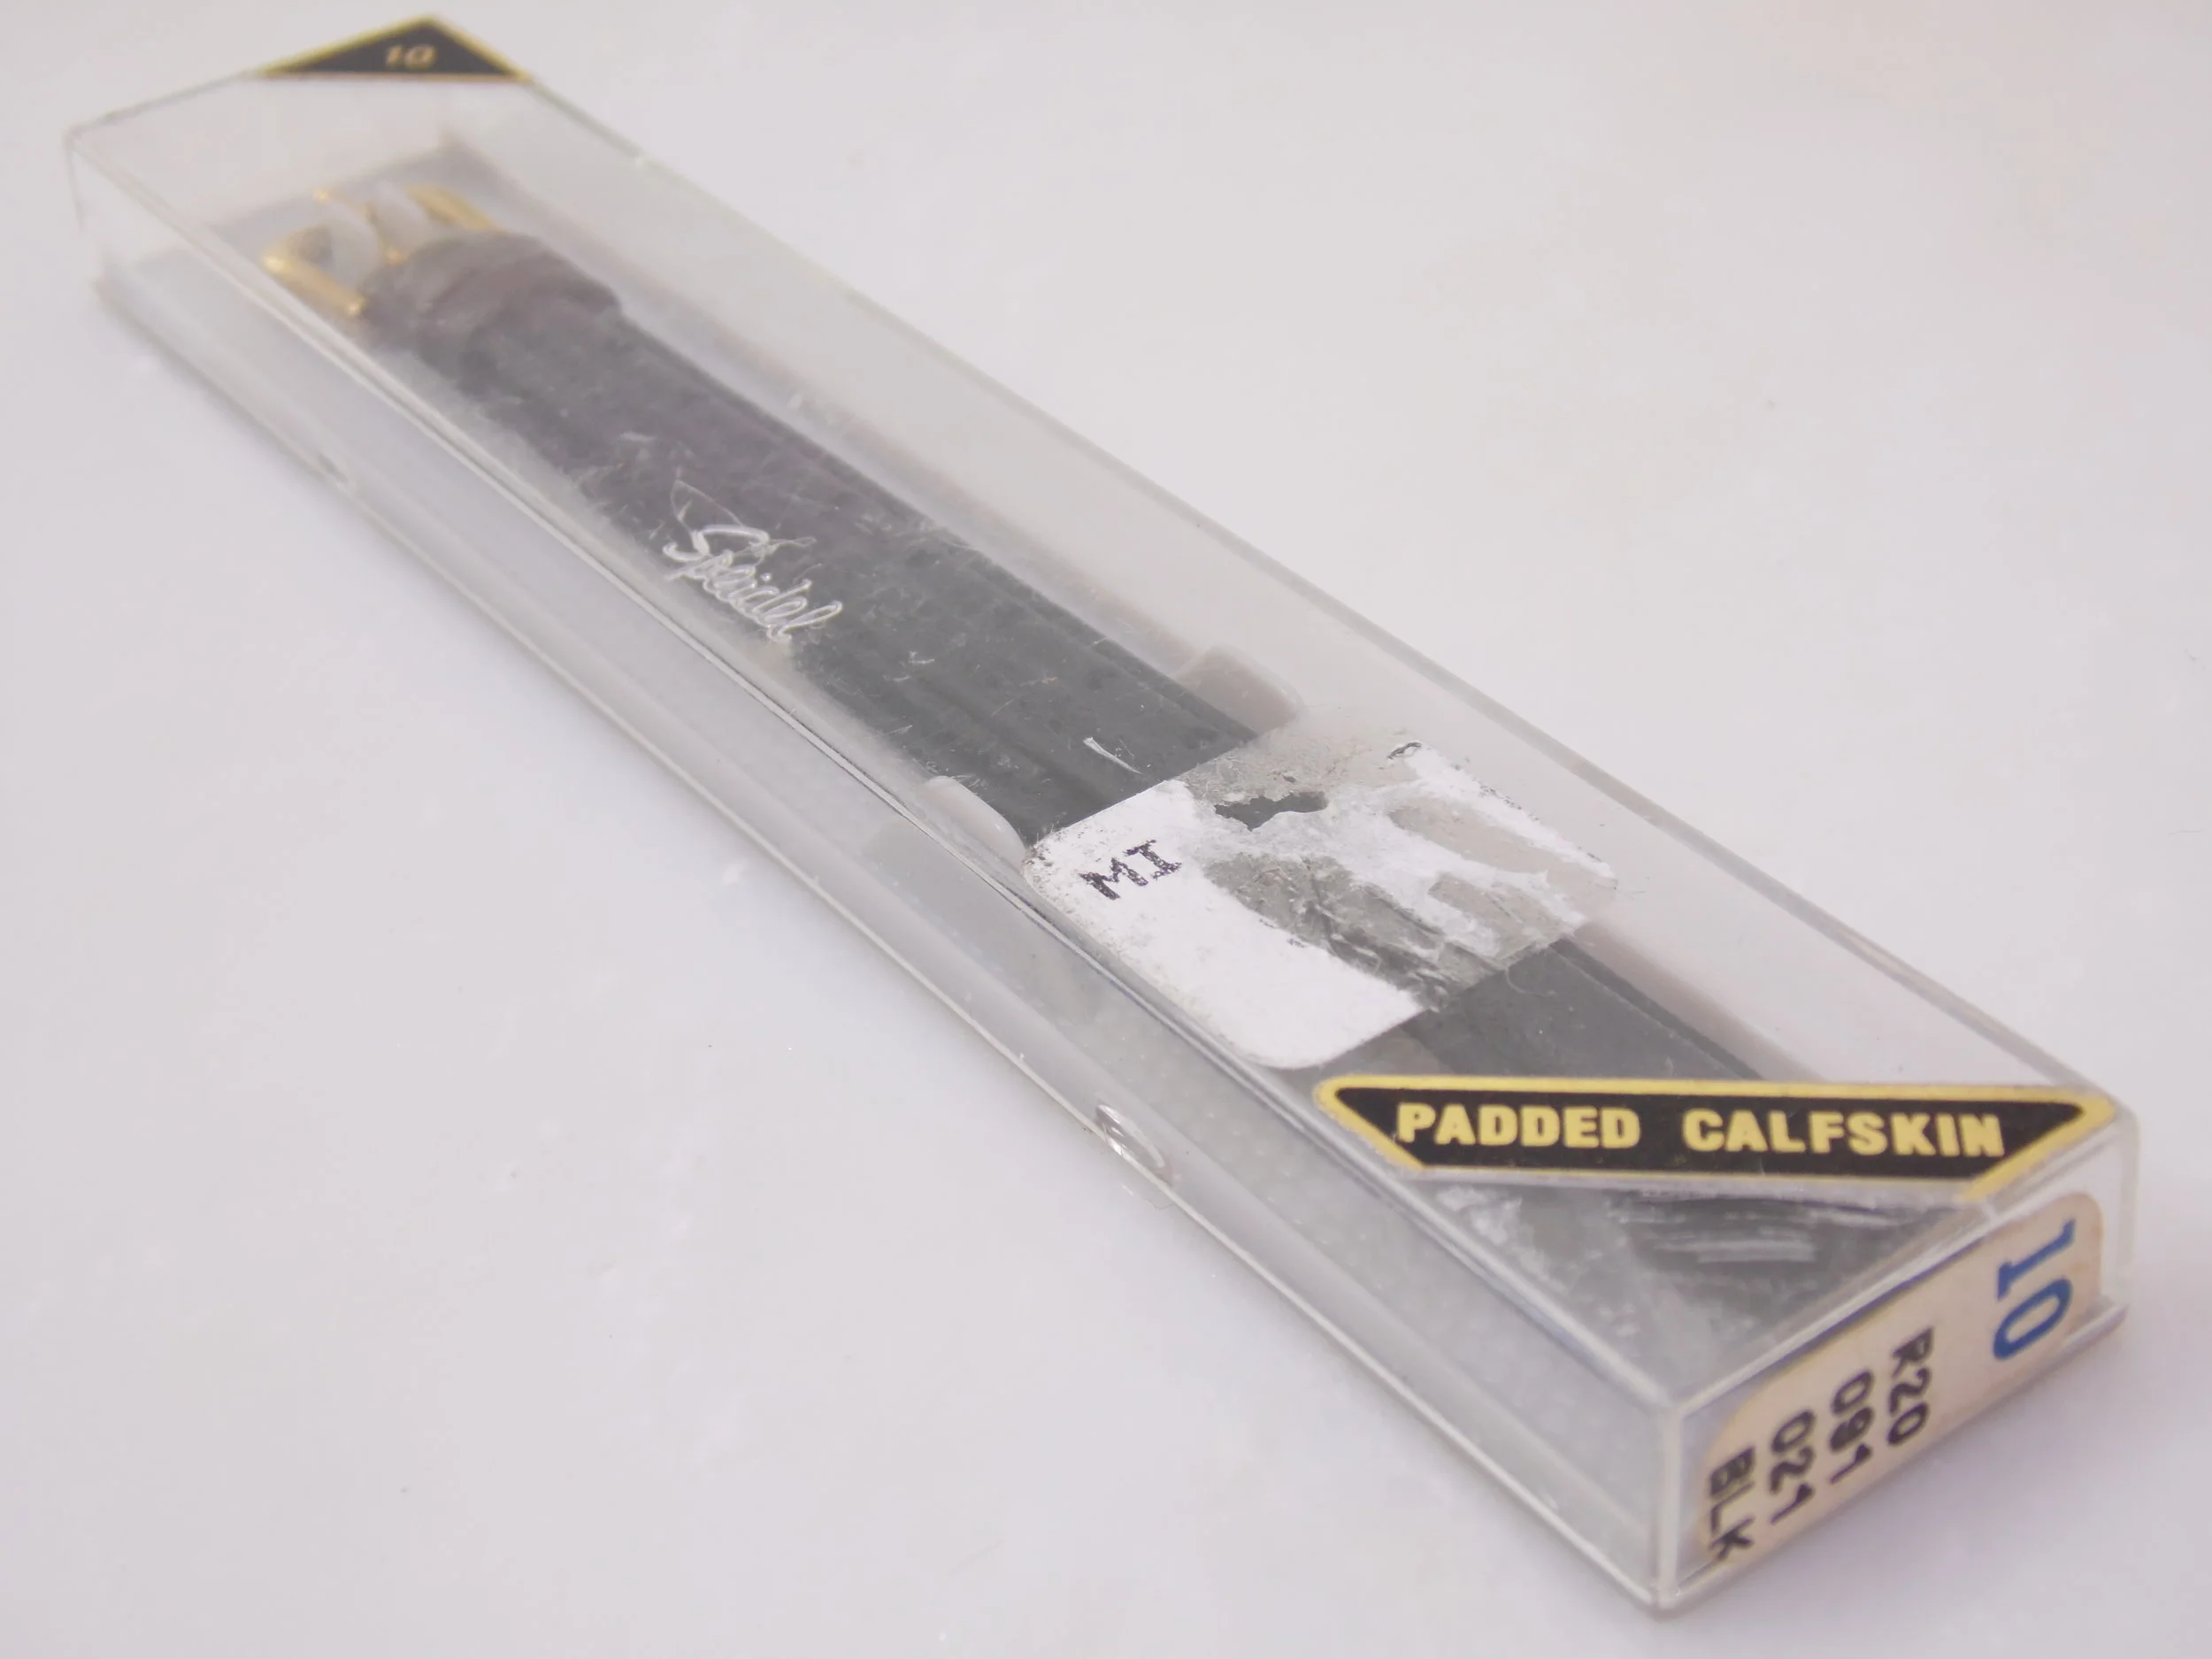 10
Speidel
MI
PADDED CALFSKIN
10
R20
091
021
BLK